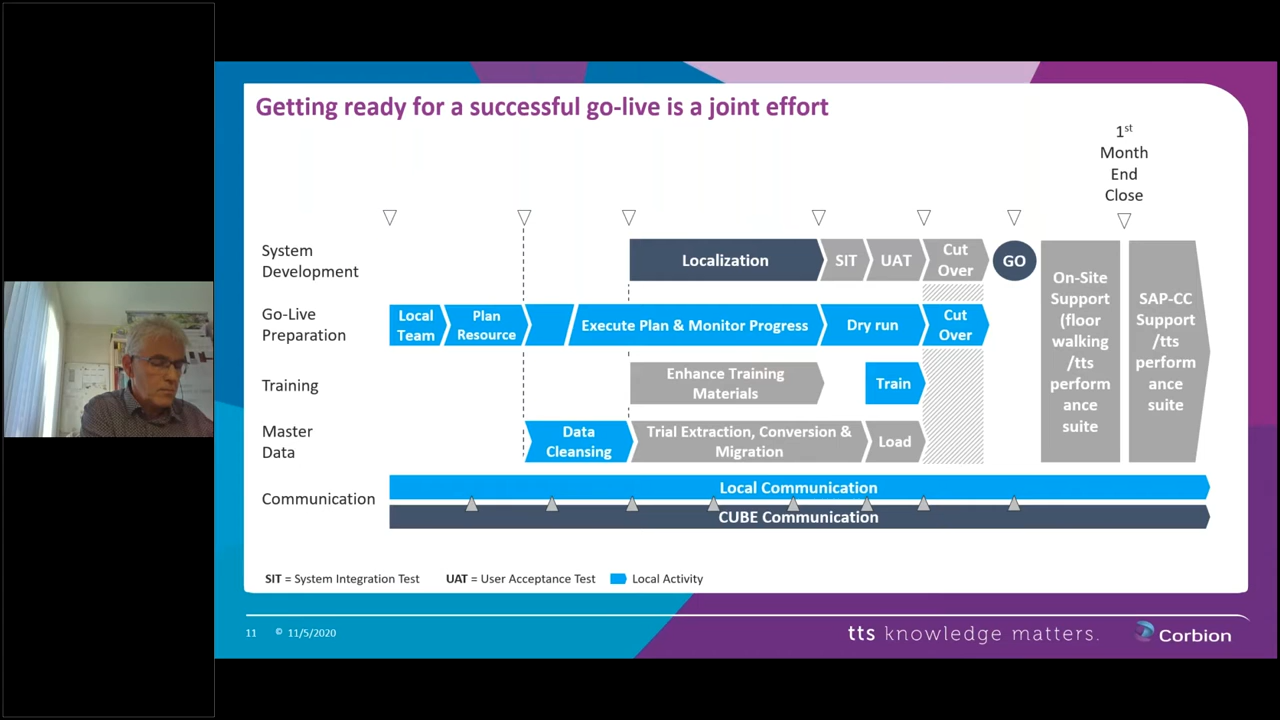 Getting ready for a successful go-live is a joint effort
1st
Month
End
Close
System
Development
Localization
SIT
UAT
Cut
Over
GO
On-Site
Support
(floor
walking
/tts
perform
ance
suite
SAP-CC
Support
/tts
perform
ance
suite
Go-Live
Preparation
Local
Team
Plan
Resource
Execute Plan & Monitor Progress
Dry run
Cut
Over
Training
Enhance Training
Materials
Train
Master
Data
Data
Cleansing
Trial Extraction, Conversion &
Migration
Load
Communication
Local Communication
CUBE Communication
SIT = System Integration Test
UAT = User Acceptance Test
Local Activity
11 © 11/5/2020
tts knowledge matters.
Corbion